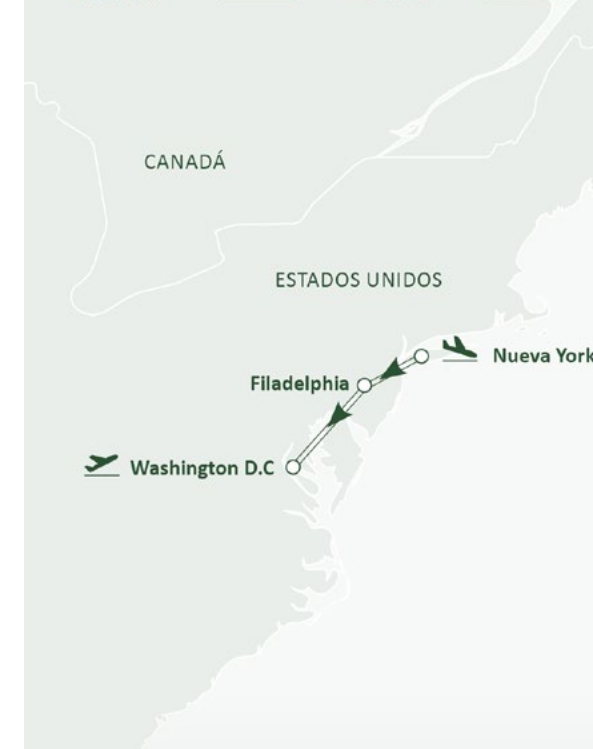 CANADÁ
ESTADOS UNIDOS
Nueva York
Filadelphia
Washington D.C